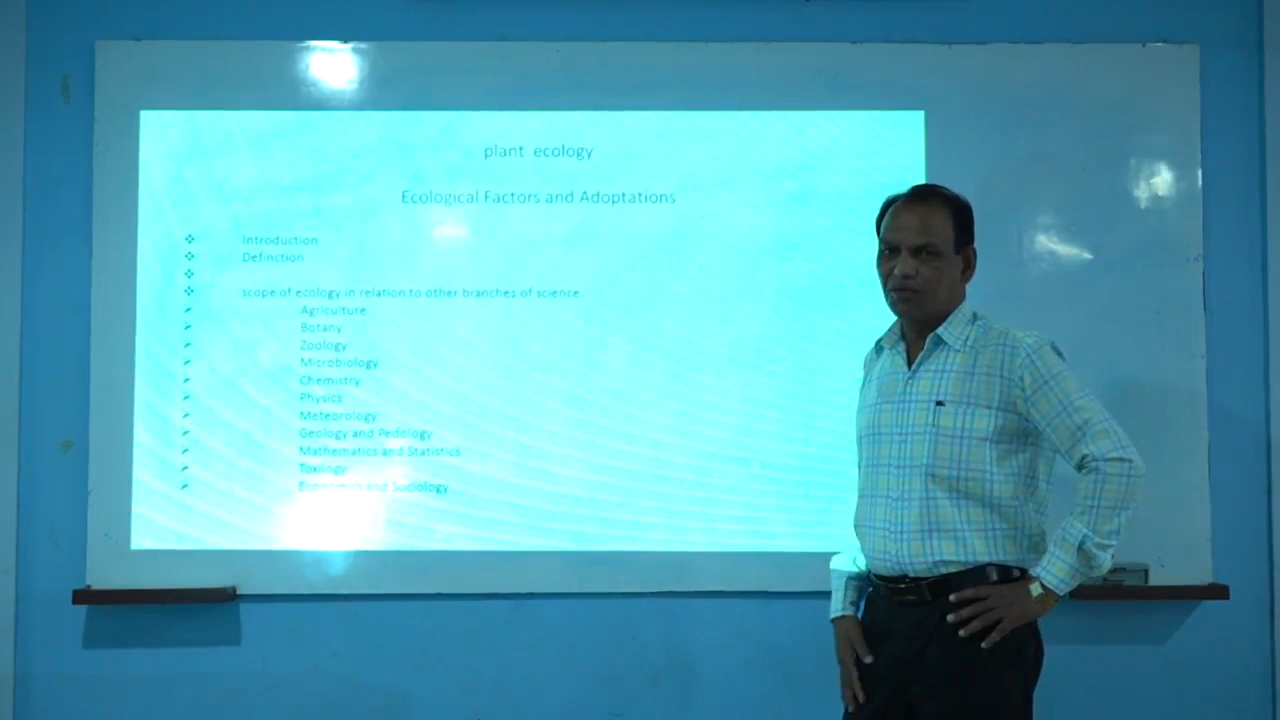 plant ecology
Ecological Factors and Adoptations
Introduction
Definction
scope of ecology in relation to other branches of science.
Agriculture
Botany
Zoology
Microbiology
Chemistry
Physics
Meteorology
Geology and Pedology
Mathematics and Statistics
Toxilogy
Economics and Sociology